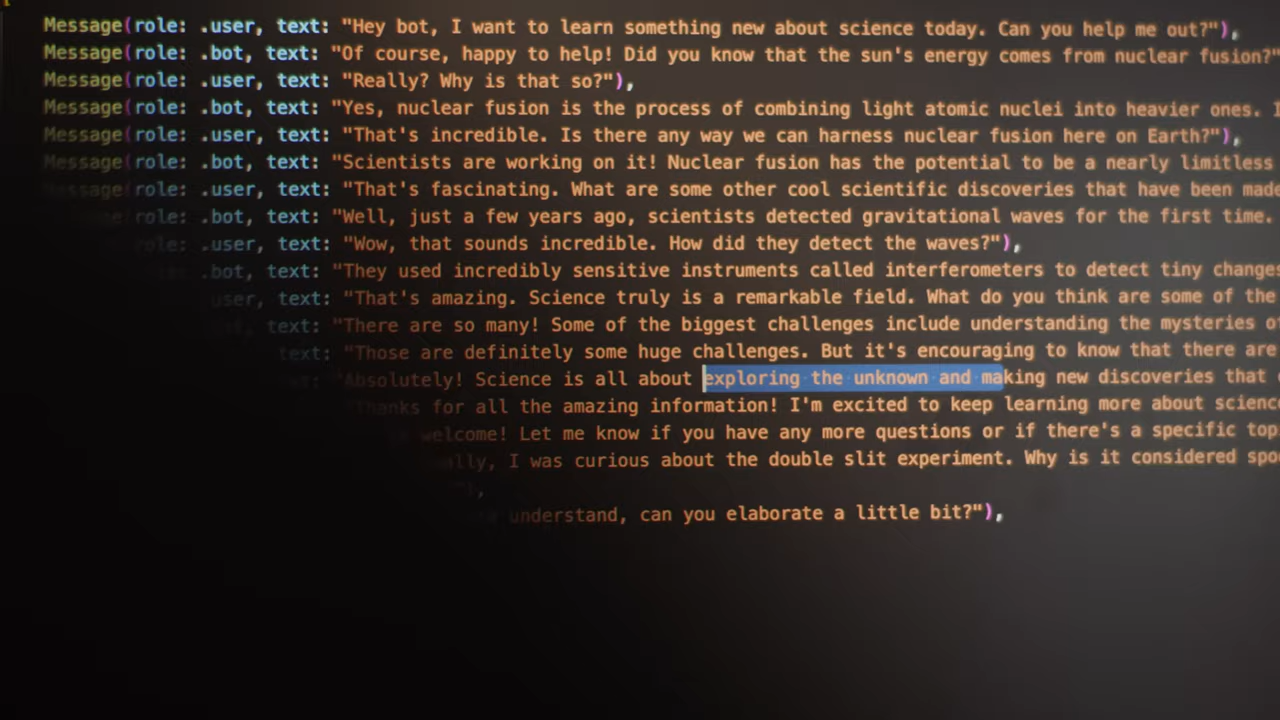 Message(role: .user, text: "Hey bot, I want to learn something new about science today. Can you help me out?"),
Message(role: .bot, text: "Of course, happy to help! Did you know that the sun's energy comes from nuclear fusion?"
Message(role: .user, text: "Really? Why is that so?"),
Message(role: .bot, text: "Yes, nuclear fusion is the process of combining light atomic nuclei into heavier ones.
Message(role: .user, text: "That's incredible. Is there any way we can harness nuclear fusion here on Earth?"),
Message(role: .bot, text: "Scientists are working on it! Nuclear fusion has the potential to be a nearly limitless
Message(role: .user, text: "That's fascinating. What are some other cool scientific discoveries that have been made
role: .bot, text: "Well, just a few years ago, scientists detected gravitational waves for the first time.
role: .user, text: "Wow, that sounds incredible. How did they detect the waves?"),
.bot, text: "They used incredibly sensitive instruments called interferometers to detect tiny changes
user, text: "That's amazing. Science truly is a remarkable field. What do you think are some of the
text: "There are so many! Some of the biggest challenges include understanding the mysteries of
text: "Those are definitely some huge challenges. But it's encouraging to know that there are
"Absolutely! Science is all about exploring the unknown and making new discoveries that
"Thanks for all the amazing information! I'm excited to keep learning more about science
welcome! Let me know if you have any more questions or if there's a specific top
I was curious about the double slit experiment. Why is it considered spoo
"),
understand, can you elaborate a little bit?"),